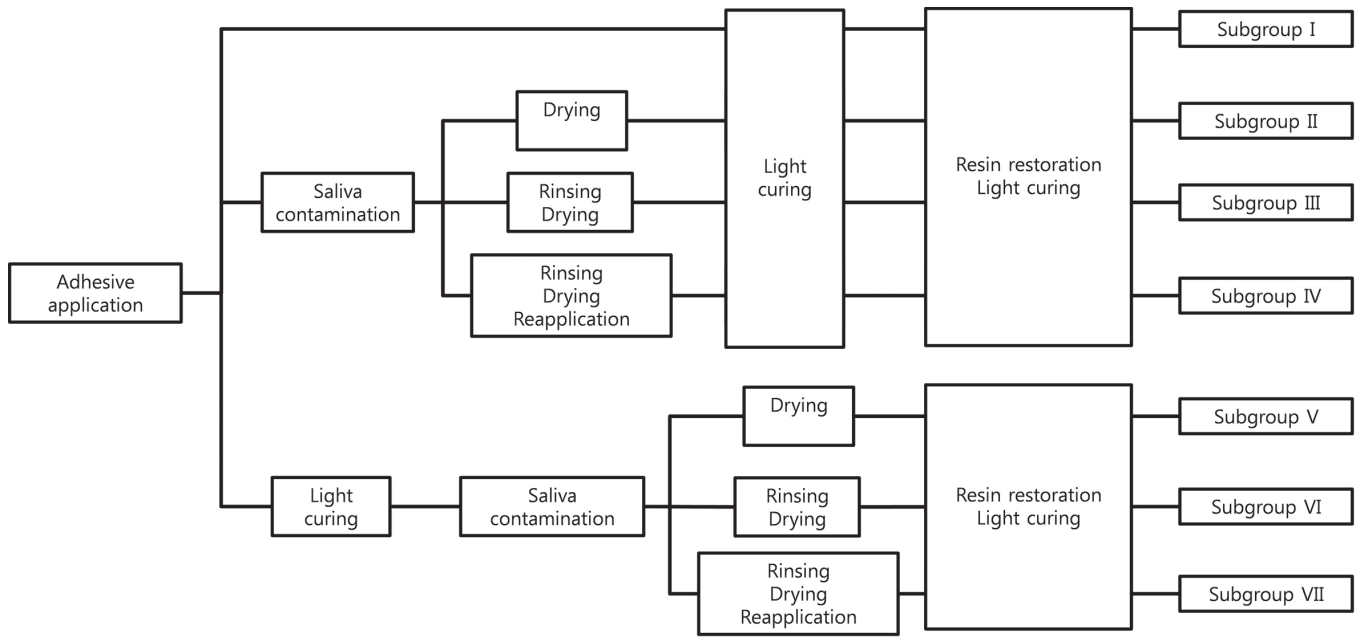 Adhesive
application
Saliva
contamination
Drying
Rinsing
Drying
Rinsing
Drying
Reapplication
Light
curing
Resin restoration
Light curing
Subgroup Ⅰ
Subgroup Ⅱ
Subgroup Ⅲ
Subgroup Ⅳ
Light
curing
Saliva
contamination
Drying
Rinsing
Drying
Rinsing
Drying
Reapplication
Resin restoration
Light curing
Subgroup Ⅴ
Subgroup Ⅵ
Subgroup Ⅶ